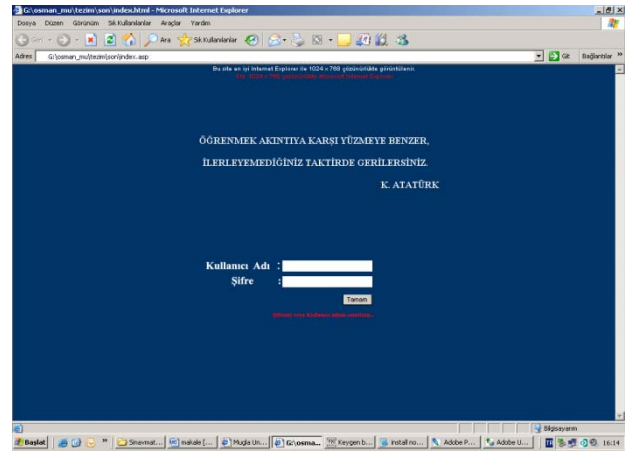 G:\osman_mu\tezim\son\index.html - Microsoft Internet Explorer
Dosya Düzen Görünüm Sık Kullanılanlar Araçlar Yardım
Geri Ara Sık Kullanılanlar
Adres G:\osman_mu\tezim\son\index.asp Git Bağlantılar
Bu site en iyi Internet Explorer ile 1024 x 768 çözünürlükte görüntülenir.
ÖĞRENMEK AKINTIYA KARŞI YÜZMEYE BENZER,
İLERLEYEMEDİĞİNİZ TAKTİRDE GERİLERSİNİZ.
K. ATATÜRK
Kullanıcı Adı :
Şifre :
Tamam
Bilgisayarım
Başlat Sinavmat... makale [... Mugla Un... G:\osma... Keygen b... install no... Adobe P... Adobe U... TR 16:14